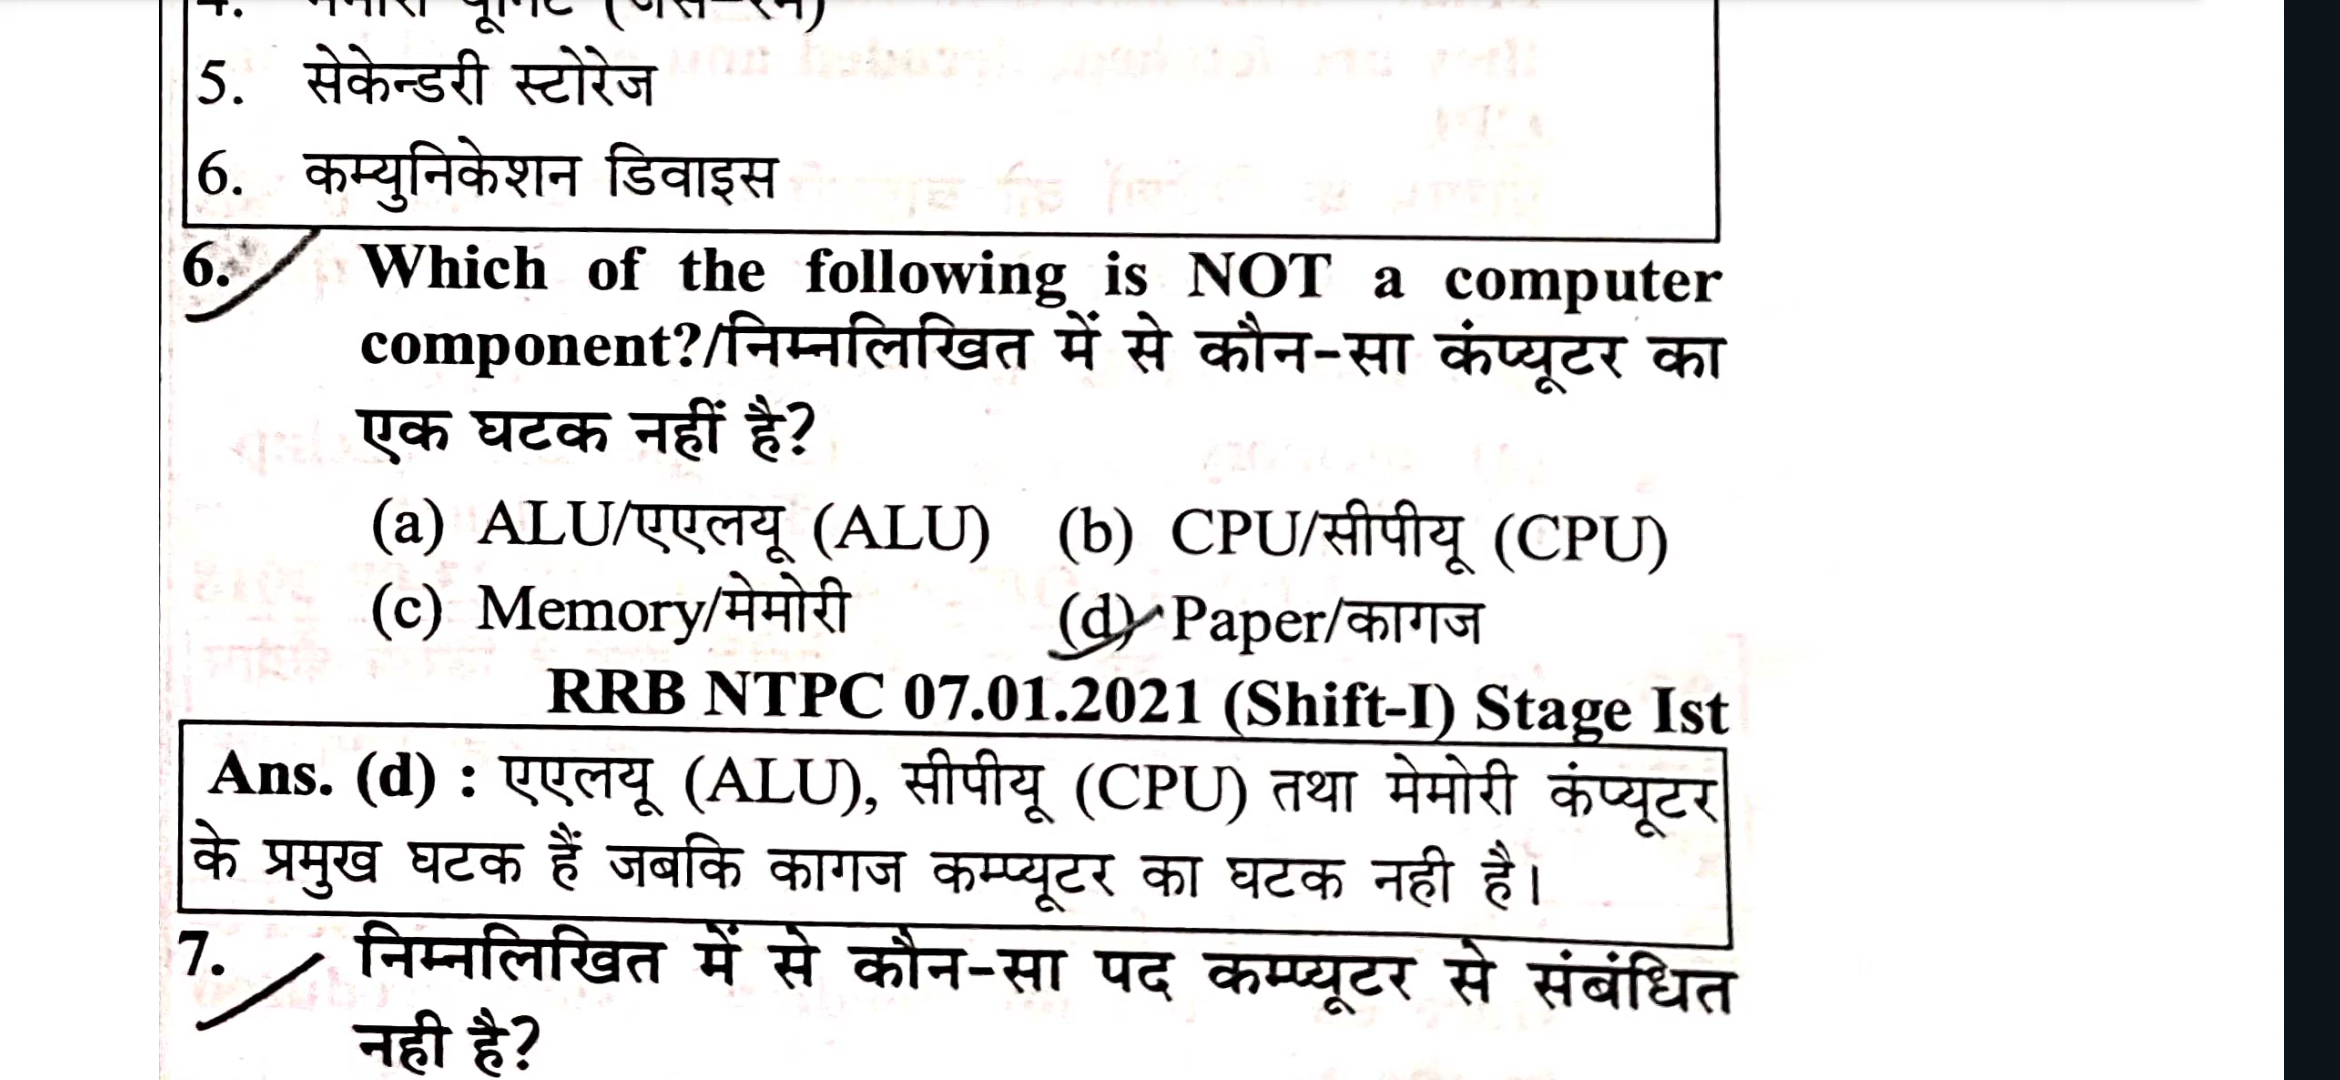 5. सेकेन्डरी स्टोरेज
6. कम्युनिकेशन डिवाइस
6. Which of the following is NOT a computer
component?/निम्नलिखित में से कौन-सा कंप्यूटर का
एक घटक नहीं है?
(a) ALU/एएलयू (ALU) (b) CPU/सीपीयू (CPU)
(c) Memory/मेमोरी (d) Paper/कागज
RRB NTPC 07.01.2021 (Shift-I) Stage Ist
Ans. (d) : एएलयू (ALU), सीपीयू (CPU) तथा मेमोरी कंप्यूटर
के प्रमुख घटक हैं जबकि कागज कम्प्यूटर का घटक नही है।
7. निम्नलिखित में से कौन-सा पद कम्प्यूटर से संबंधित
नही है?